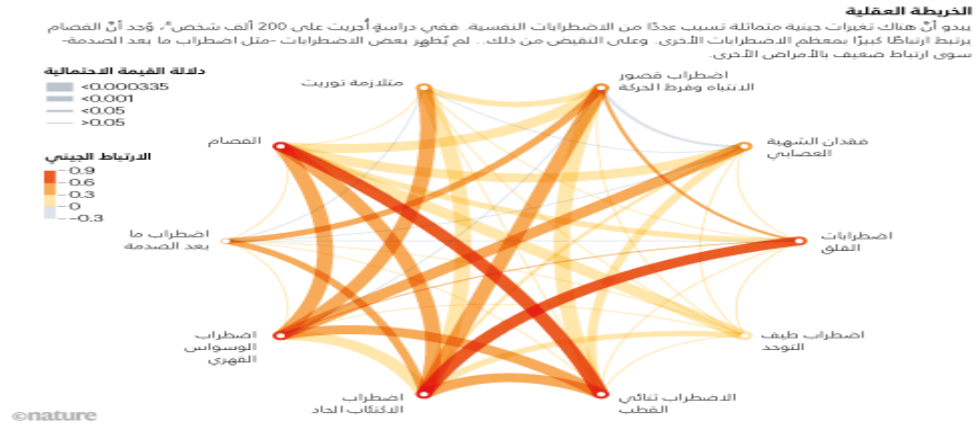 الخريطة العقلية
يبدو أنّ هناك تغيرات جينية متماثلة تسبب عددًا من الاضطرابات النفسية. ففي دراسةٍ أُجريت على 200 ألف شخص، وُجد أنّ الفصام
يرتبط ارتباطًا كبيرًا بمعظم الاضطرابات الأخرى. وعلى النقيض من ذلك.. لم يُظهِر بعض الاضطرابات -مثل اضطراب ما بعد الصدمة-
سوى ارتباط ضعيف بالأمراض الأخرى.
دلالة القيمة الاحتمالية
<0.000335
<0.001
<0.05
>0.05
الارتباط الجيني
0.9
0.6
0.3
0
-0.3
اضطراب قصور
الانتباه وفرط الحركة
متلازمة توريت
فقدان الشهية
العصابي
الفصام
اضطرابات
القلق
اضطراب ما
بعد الصدمة
اضطراب طيف
التوحد
اضطراب
الوسواس
القهري
الاضطراب ثنائي
القطب
اضطراب
الاكتئاب الحاد
©nature